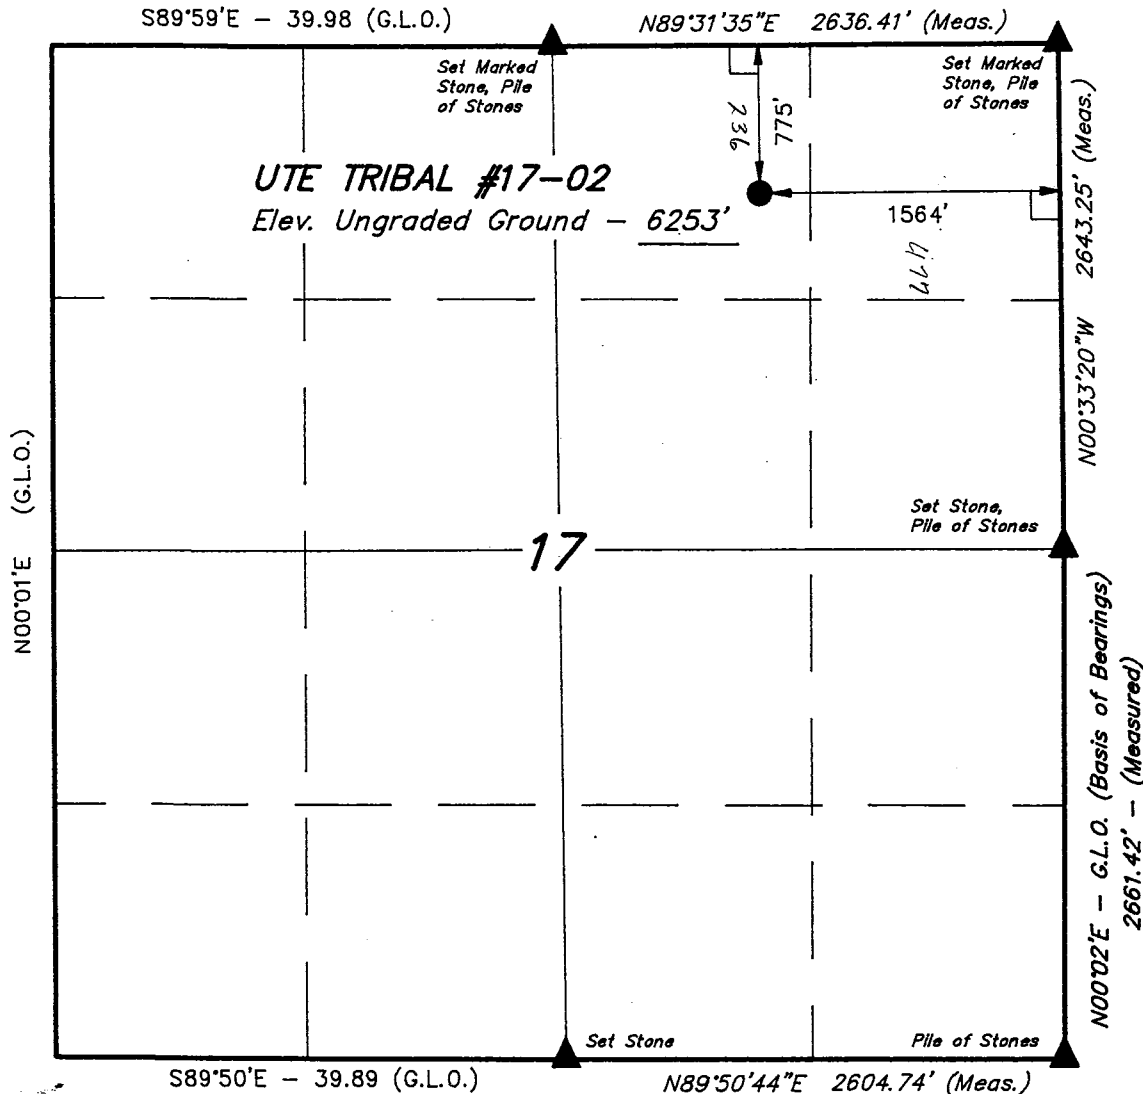 S89°59'E – 39.98 (G.L.O.)
N89°31'35"E 2636.41' (Meas.)
Set Marked
Stone, Pile
of Stones
Set Marked
Stone, Pile
of Stones
236
775'
UTE TRIBAL #17–02
Elev. Ungraded Ground – 6253'
1564'
477
N00°33'20"W 2643.25' (Meas.)
N00°01'E (G.L.O.)
Set Stone,
Pile of Stones
17
N00°02'E – G.L.O. (Basis of Bearings)
2661.42' – (Measured)
Set Stone
Pile of Stones
S89°50'E – 39.89 (G.L.O.)
N89°50'44"E 2604.74' (Meas.)